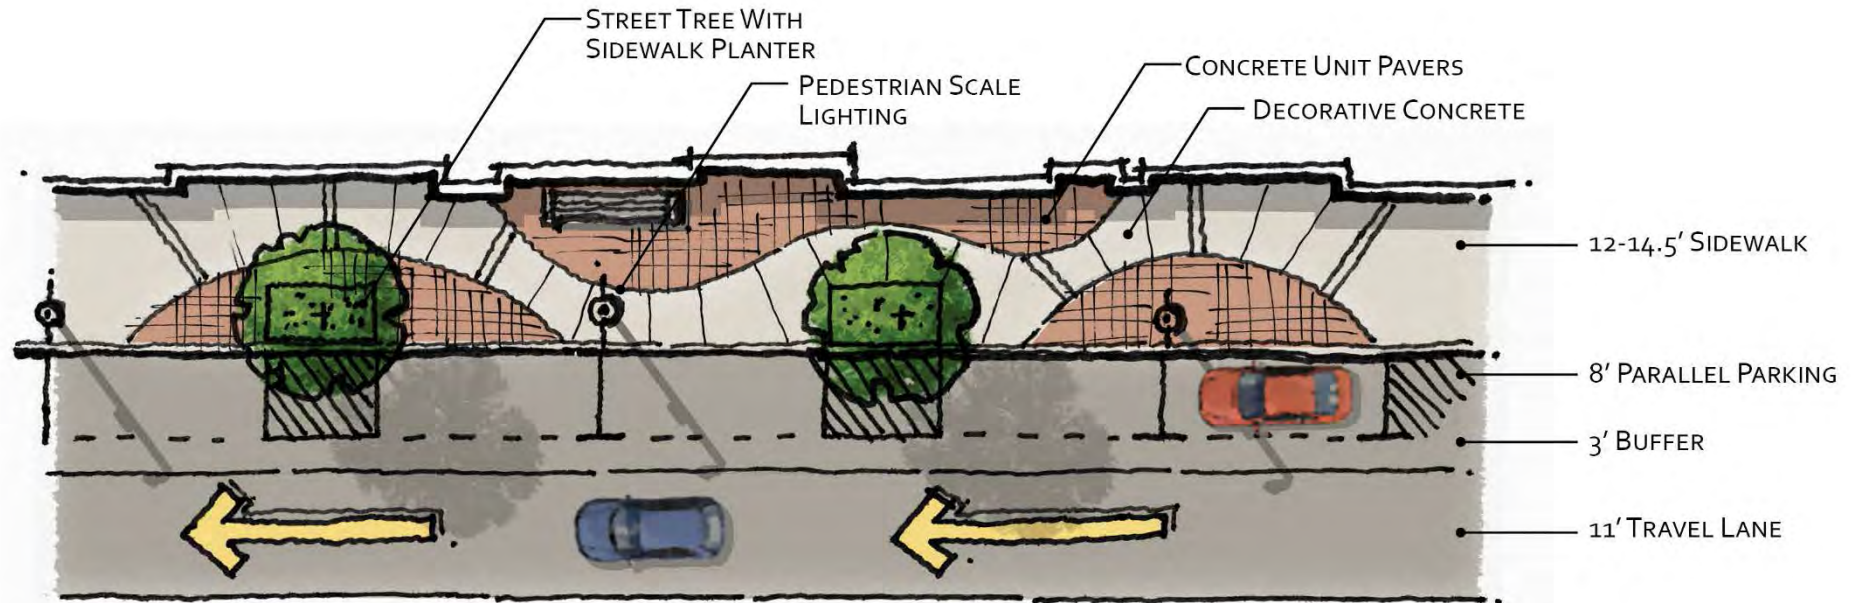 Street Tree With
Sidewalk Planter
Pedestrian Scale
Lighting
Concrete Unit Pavers
Decorative Concrete
12-14.5' Sidewalk
8' Parallel Parking
3' Buffer
11' Travel Lane